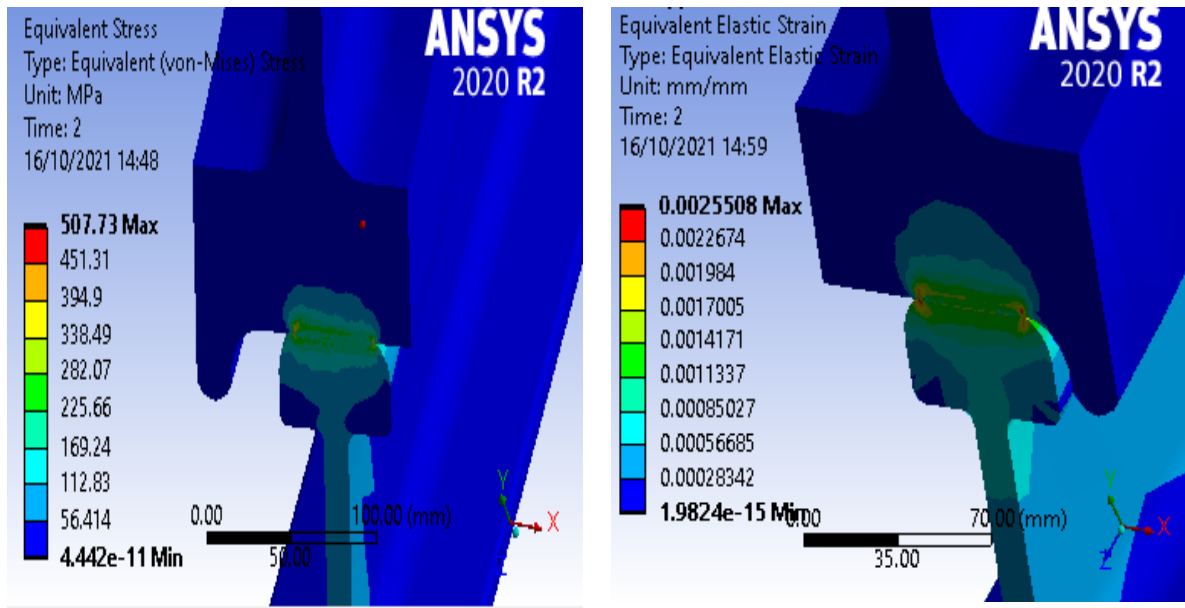 Equivalent Stress
Type: Equivalent (von-Mises) Stress
Unit: MPa
Time: 2
16/10/2021 14:48
ANSYS
2020 R2
507.73 Max
451.31
394.9
338.49
282.07
225.66
169.24
112.83
56.414
4.442e-11 Min
0.00
100.00 (mm)
50.00
Y
X
Z
Equivalent Elastic Strain
Type: Equivalent Elastic Strain
Unit: mm/mm
Time: 2
16/10/2021 14:59
ANSYS
2020 R2
0.0025508 Max
0.0022674
0.001984
0.0017005
0.0014171
0.0011337
0.00085027
0.00056685
0.00028342
1.9824e-15 Min
0.00
70.00 (mm)
35.00
Y
X
Z